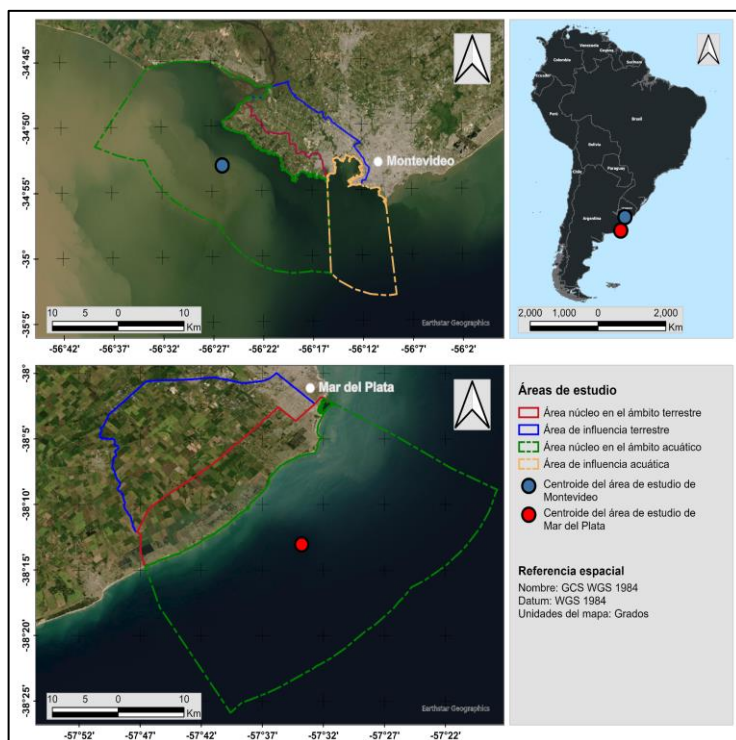 -34°45'
-34°50'
-34°55'
-35°
-35°5'
Montevideo
10 5 0 10
Km
Earthstar Geographics
-56°42' -56°37' -56°32' -56°27' -56°22' -56°17' -56°12' -56°2'
Venezuela
Guyana
Surinam
Colombia
Ecuador
Perú
Brasil
Bolivia
Paraguay
Chile
Argentina
2,000 1,000 0 2,000
Km
-38°
-38°5'
-38°10'
-38°15'
-38°20'
-38°25'
Mar del Plata
10 5 0 10
Km
Earthstar Geographics
-57°52' -57°47' -57°42' -57°37' -57°32' -57°27' -57°22'
Áreas de estudio
Área núcleo en el ámbito terrestre
Área de influencia terrestre
Área núcleo en el ámbito acuático
Área de influencia acuática
Centroide del área de estudio de
Montevideo
Centroide del área de estudio de
Mar del Plata
Referencia espacial
Nombre: GCS WGS 1984
Datum: WGS 1984
Unidades del mapa: Grados